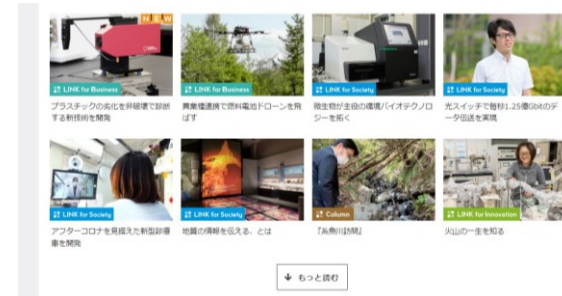 NEW
LINK for Business
プラスチックの劣化を非破壊で診断
する新技術を開発
LINK for Business
異業種連携で燃料電池ドローンを飛
ばす
LINK for Society
微生物が主役の環境バイオテクノロ
ジーを拓く
LINK for Society
光スイッチで毎秒1.25億Gbitのデ
ータ伝送を実現
LINK for Society
アフターコロナを見据えた新型診療
車を開発
LINK for Society
地質の情報を伝える、とは
Column
『糸魚川訪問』
LINK for Innovation
火山の一生を知る
もっと読む